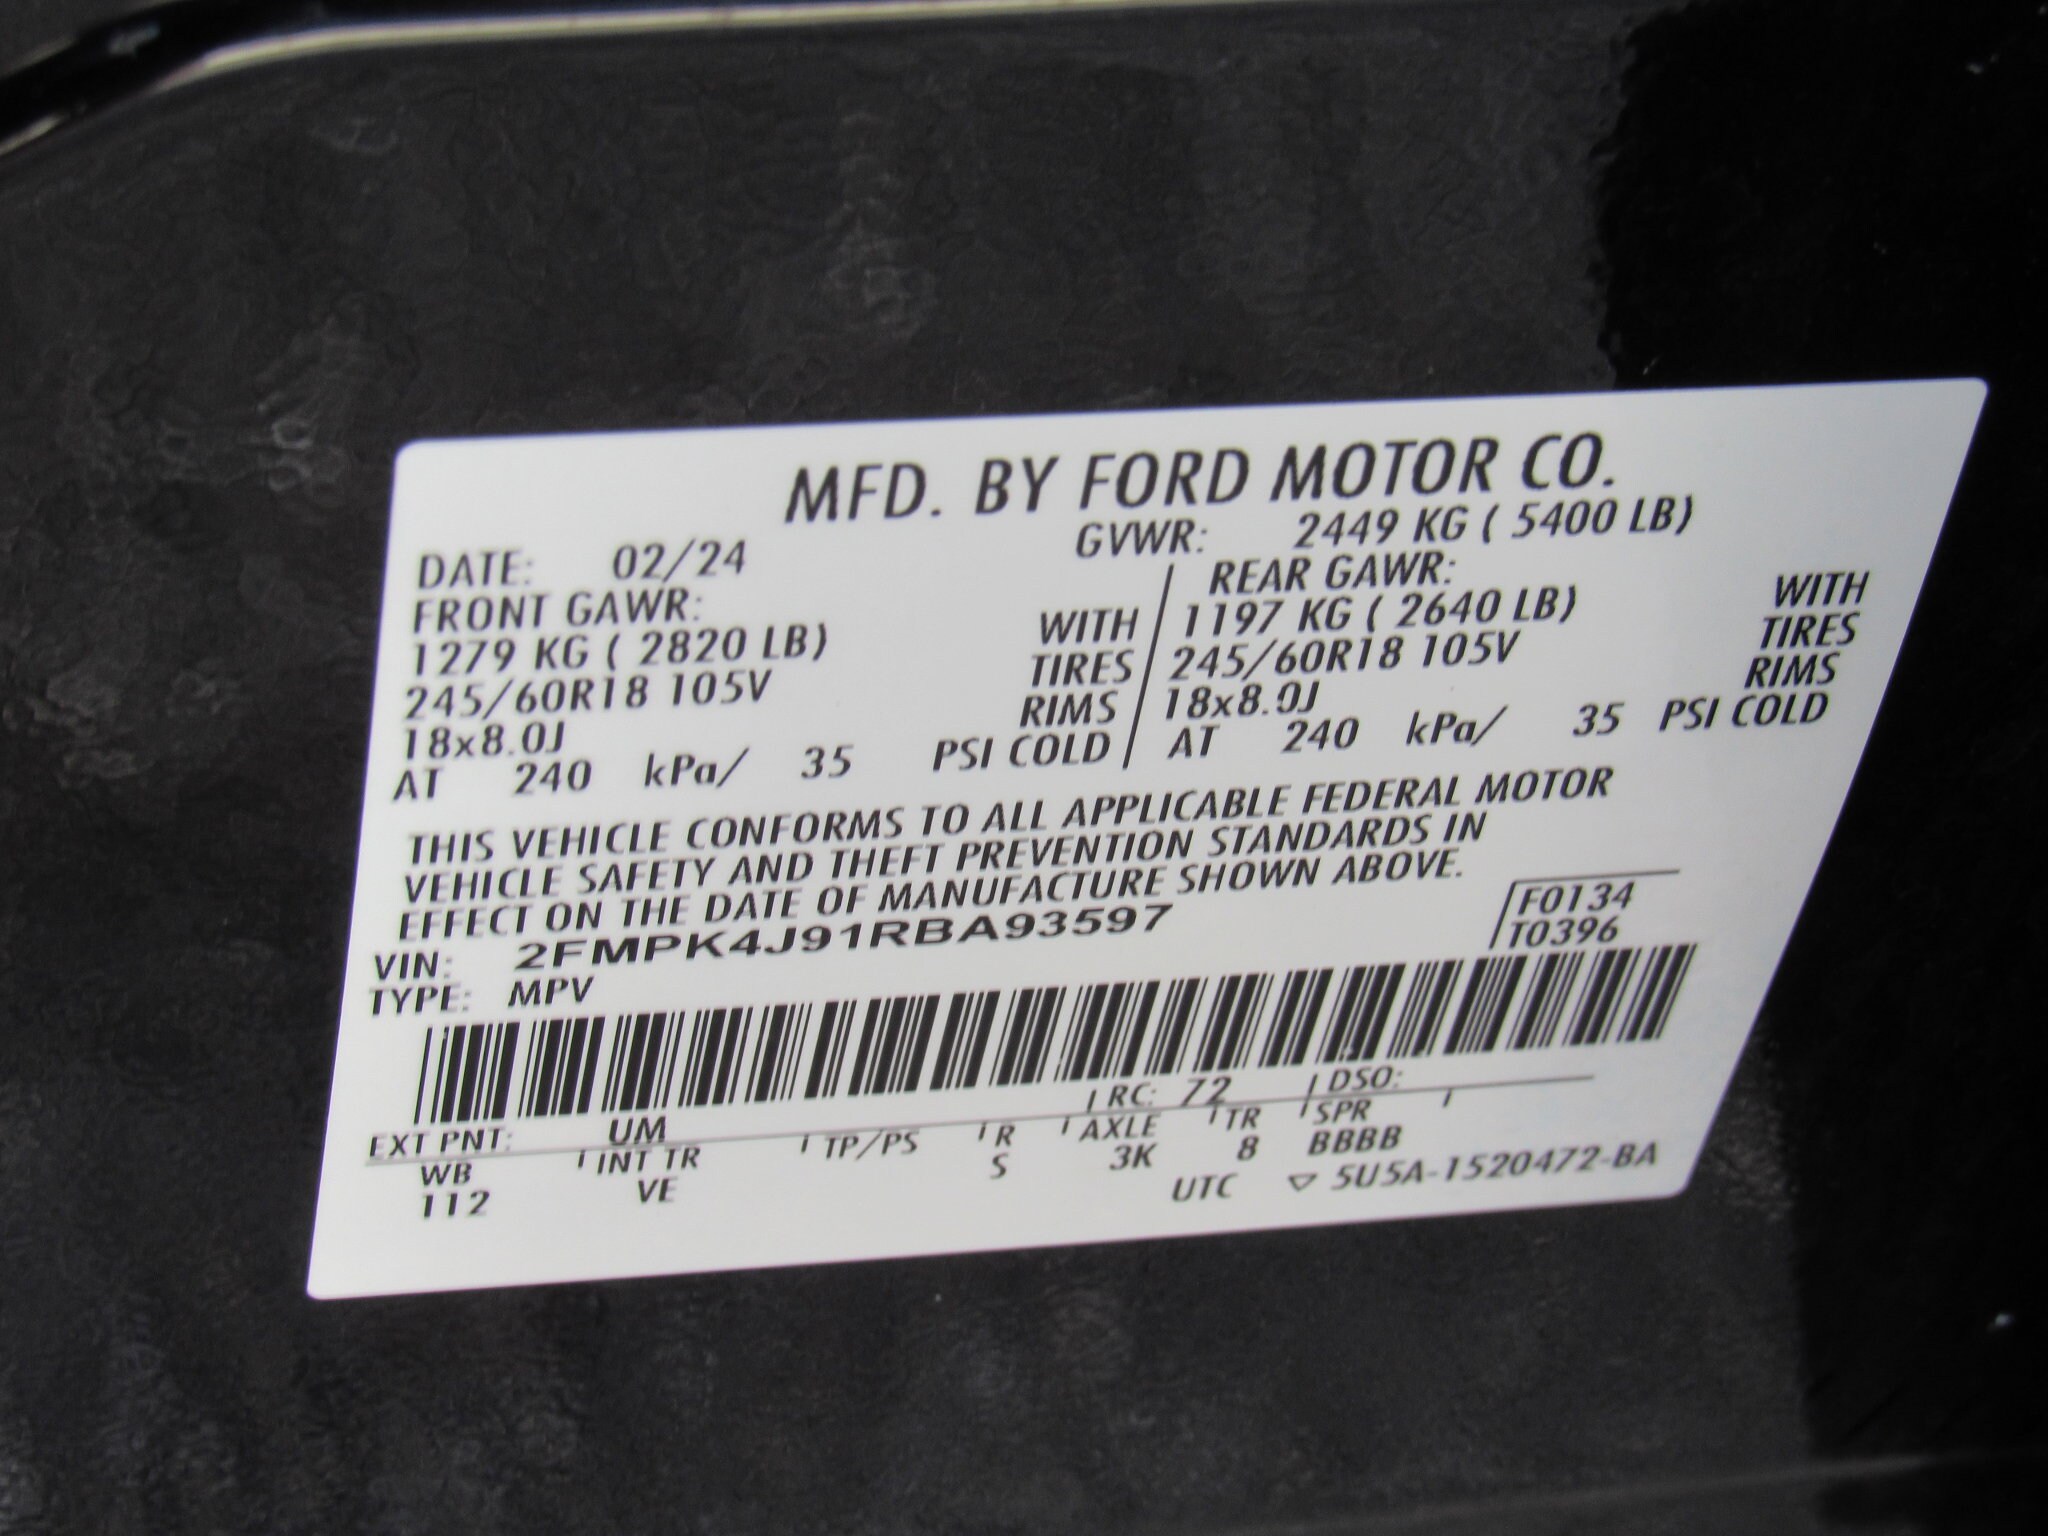 MFD. BY FORD MOTOR CO.
DATE: 02/24 GVWR: 2449 KG ( 5400 LB)
FRONT GAWR: REAR GAWR:
1279 KG ( 2820 LB) WITH 1197 KG ( 2640 LB) WITH
245/60R18 105V TIRES 245/60R18 105V TIRES
18x8.0J RIMS 18x8.0J RIMS
AT 240 kPa/ 35 PSI COLD AT 240 kPa/ 35 PSI COLD
THIS VEHICLE CONFORMS TO ALL APPLICABLE FEDERAL MOTOR
VEHICLE SAFETY AND THEFT PREVENTION STANDARDS IN
EFFECT ON THE DATE OF MANUFACTURE SHOWN ABOVE.
VIN: 2FMPK4J91RBA93597 F0134
TYPE: MPV T0396
EXT PNT: UM RC: 72 DSO:
WB INT TR TP/PS R AXLE TR SPR
112 VE S 3K 8 BBBB
UTC ▽ 5U5A-1520472-BA